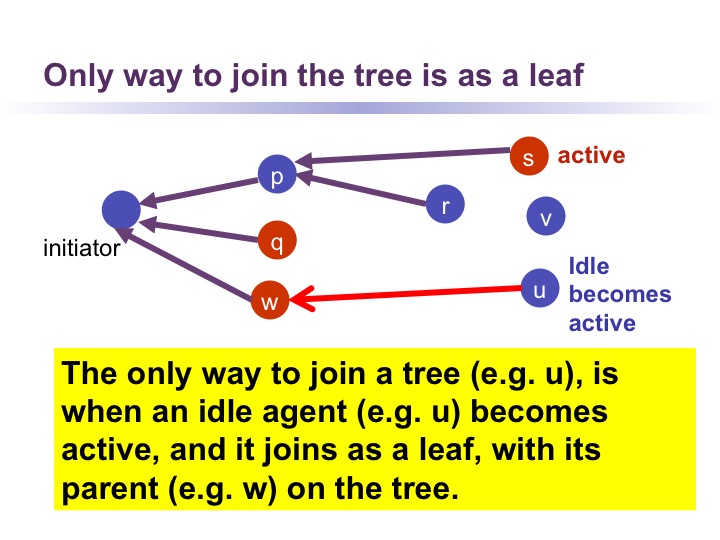 Only way to join the tree is as a leaf
s
active
p
r
v
initiator
q
Idle
becomes
active
u
w
The only way to join a tree (e.g. u), is
when an idle agent (e.g. u) becomes
active, and it joins as a leaf, with its
parent (e.g. w) on the tree.